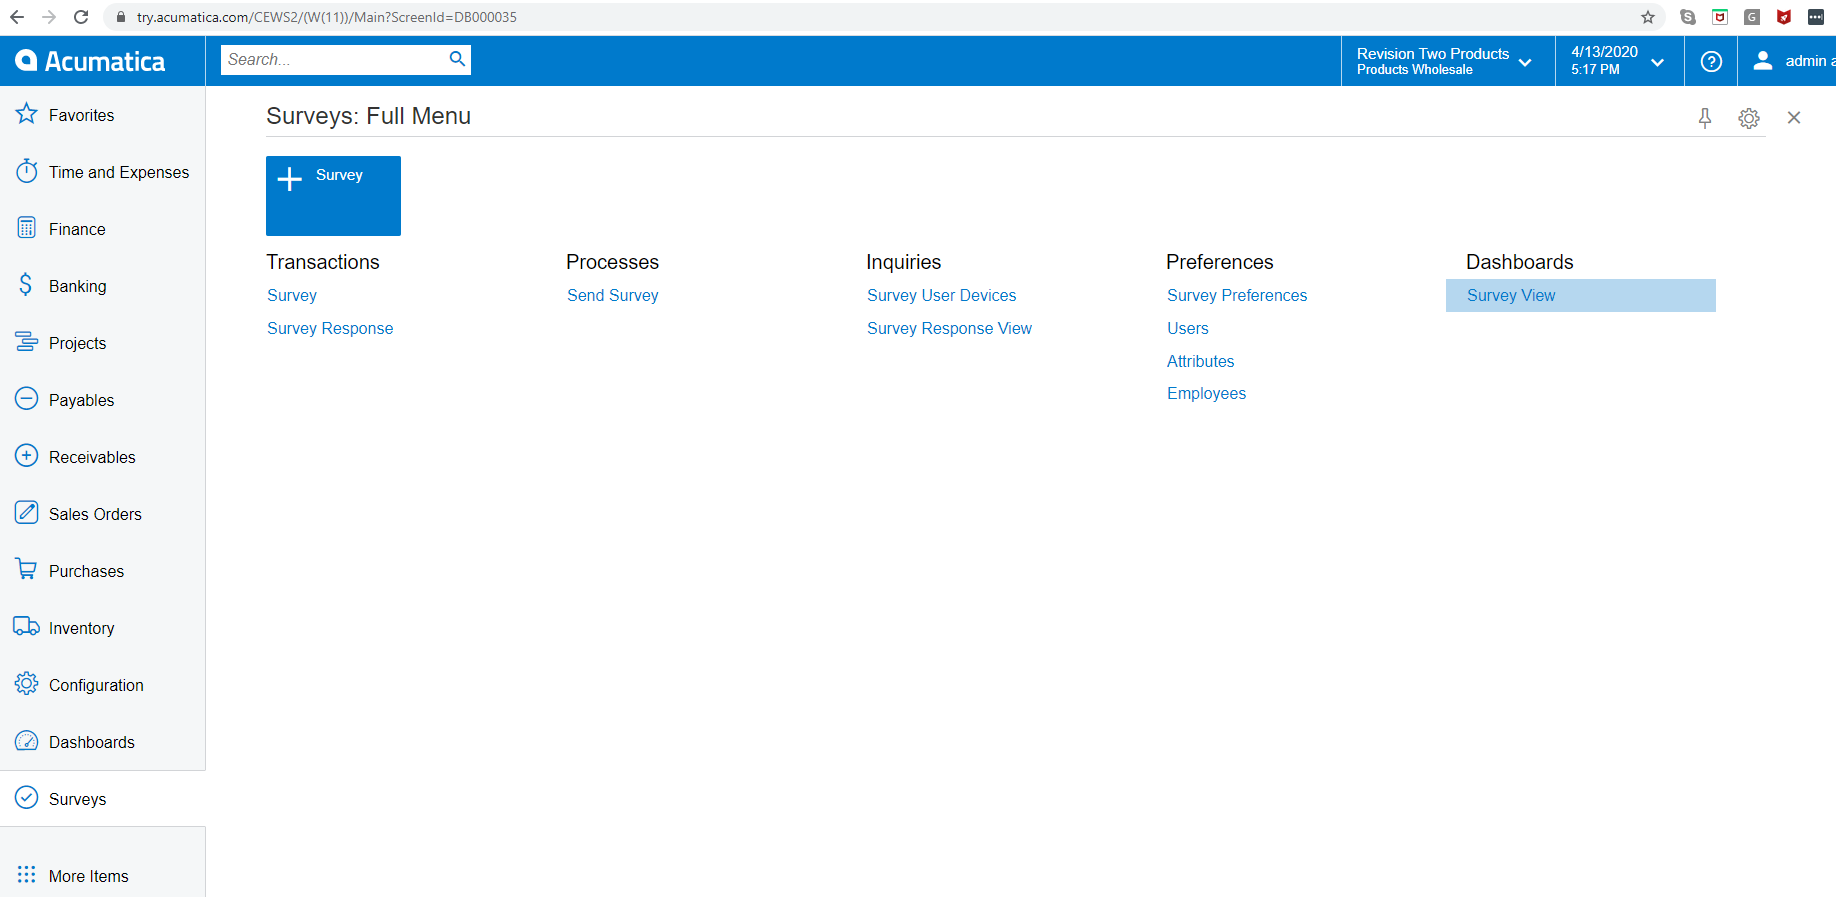 try.acumatica.com/CEWS2/(W(11))/Main?ScreenId=DB000035
Acumatica
Search...
Revision Two Products
Products Wholesale
4/13/2020
5:17 PM
admin a
Favorites
Time and Expenses
Finance
Banking
Projects
Payables
Receivables
Sales Orders
Purchases
Inventory
Configuration
Dashboards
Surveys
More Items
Surveys: Full Menu
Survey
Transactions
Survey
Survey Response
Processes
Send Survey
Inquiries
Survey User Devices
Survey Response View
Preferences
Survey Preferences
Users
Attributes
Employees
Dashboards
Survey View